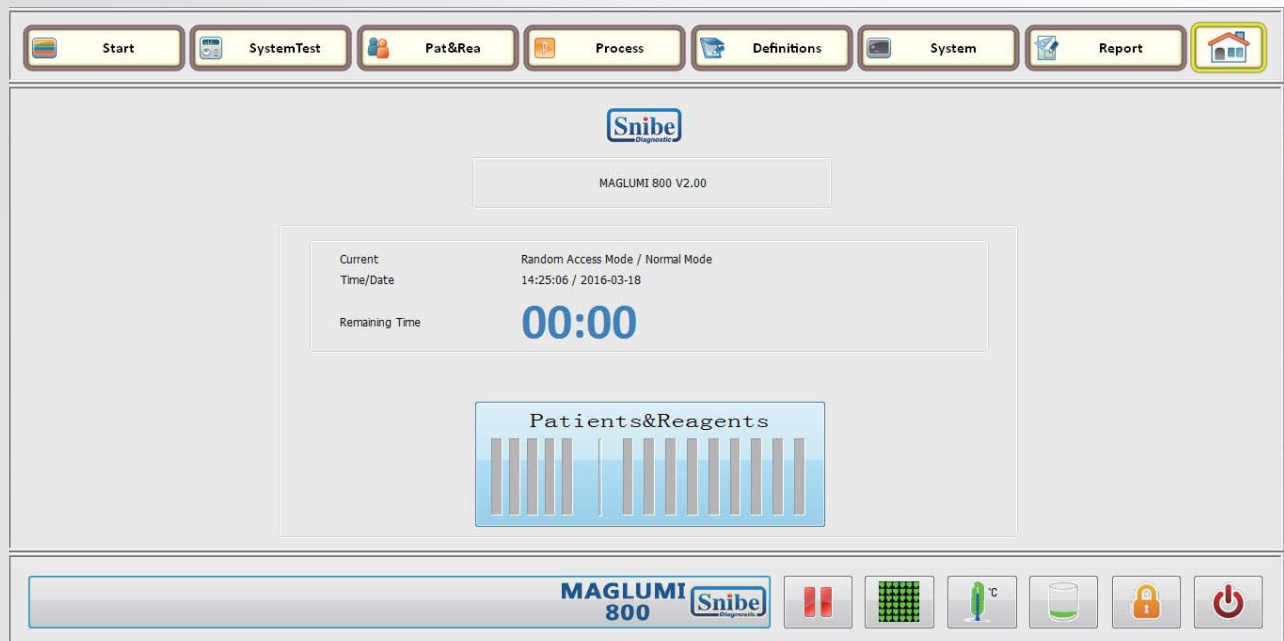 Start SystemTest Pat&Rea Process Definitions System Report
Snibe
Diagnostic
MAGLUMI 800 V2.00
Current Random Access Mode / Normal Mode
Time/Date 14:25:06 / 2016-03-18
Remaining Time 00:00
Patients&Reagents
MAGLUMI
800
Snibe
Diagnostic
°C